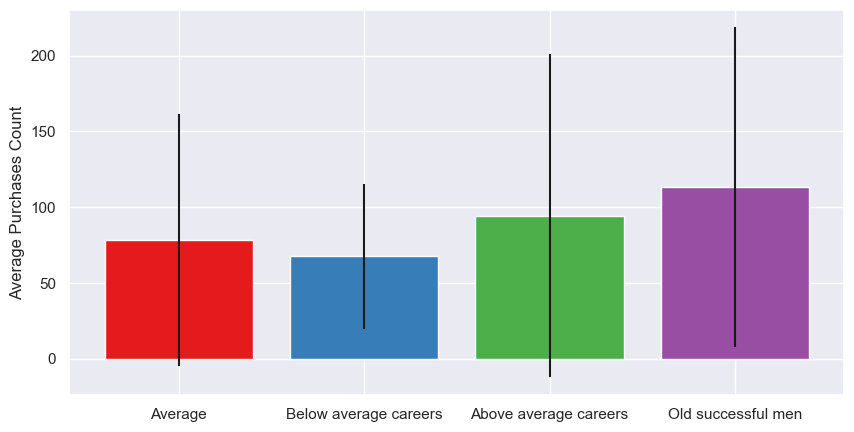 Average Purchases Count
200
150
100
50
0
Average
Below average careers
Above average careers
Old successful men